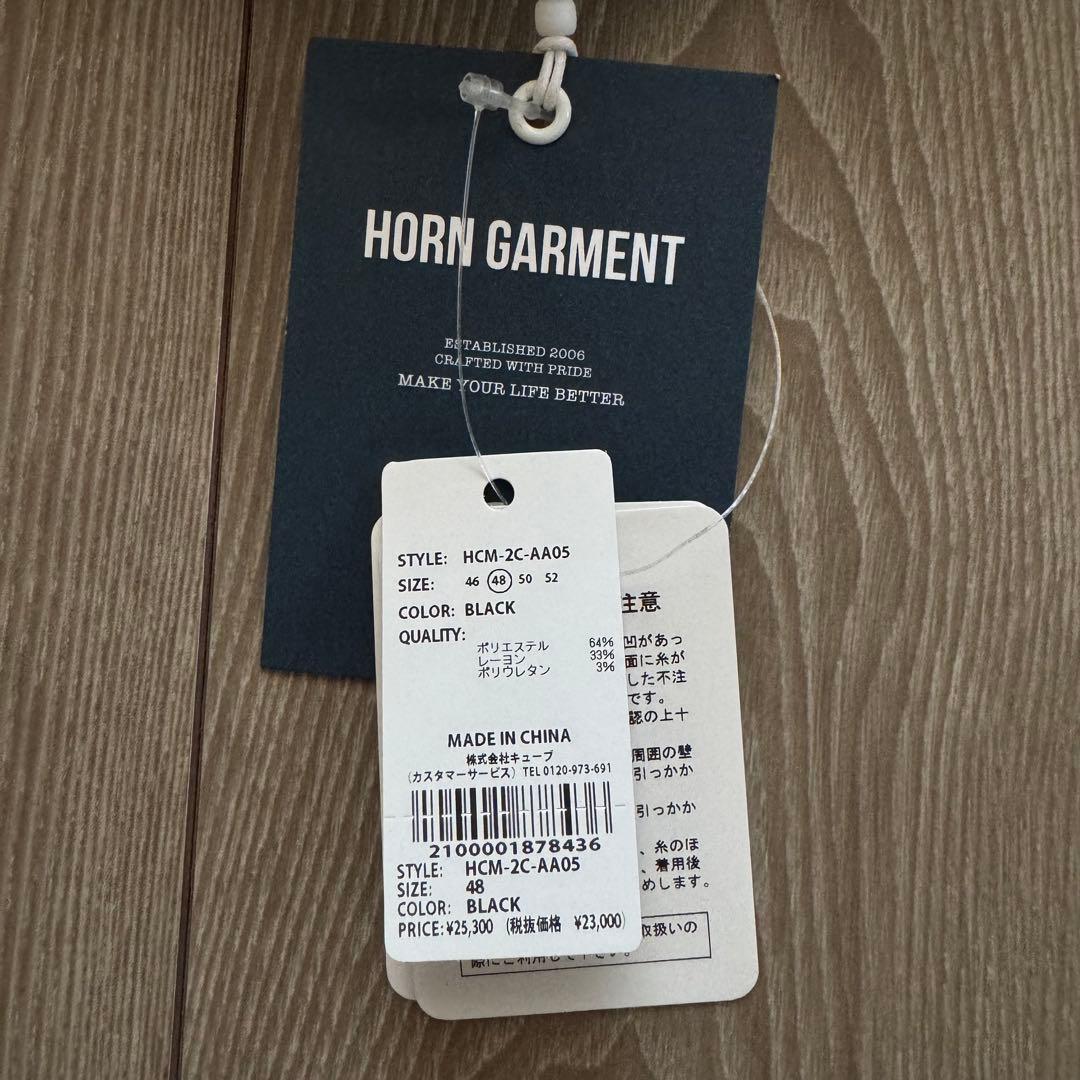 HORN GARMENT
ESTABLISHED 2006
CRAFTED WITH PRIDE
MAKE YOUR LIFE BETTER
STYLE: HCM-2C-AA05
SIZE: 46 48 50 52
COLOR: BLACK
QUALITY:
ポリエステル 64%
レーヨン 33%
ポリウレタン 3%
MADE IN CHINA
株式会社キューブ
(カスタマーサービス) TEL 0120-973-691
2100001878436
STYLE: HCM-2C-AA05
SIZE: 48
COLOR: BLACK
PRICE: ¥25,300 (税抜価格 ¥23,000)
注意
凹があっ
面に糸が
した不注
です。
認の上十
周囲の壁
引っかか
引っかか
、糸のほ
、着用後
めします。
取扱いの